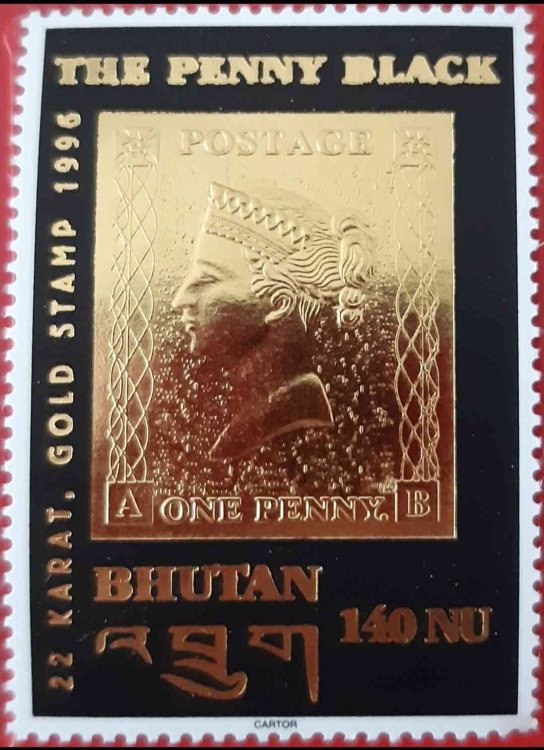 THE PENNY BLACK
22 KARAT. GOLD STAMP 1996
POSTAGE
A ONE PENNY. B
BHUTAN
140 NU
འབྲུག
CARTOR